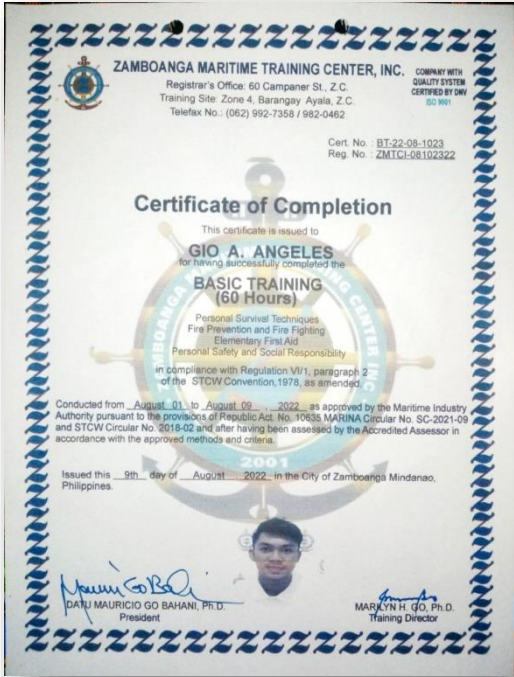 ZAMBOANGA MARITIME TRAINING CENTER, INC.
COMPANY WITH
QUALITY SYSTEM
CERTIFIED BY DNV
ISO 9001
Registrar's Office: 60 Campaner St., Z.C.
Training Site: Zone 4, Barangay Ayala, Z.C.
Telefax No.: (062) 992-7358 / 982-0462
Cert. No. : BT-22-08-1023
Reg. No. : ZMTCI-08102322
Certificate of Completion
This certificate is issued to
GIO A. ANGELES
for having successfully completed the
BASIC TRAINING
(60 Hours)
Personal Survival Techniques
Fire Prevention and Fire Fighting
Elementary First Aid
Personal Safety and Social Responsibility
in compliance with Regulation VI/1, paragraph 2
of the STCW Convention,1978, as amended.
Conducted from August 01 to August 09 , 2022 as approved by the Maritime Industry
Authority pursuant to the provisions of Republic Act. No. 10635 MARINA Circular No. SC-2021-09
and STCW Circular No. 2018-02 and after having been assessed by the Accredited Assessor in
accordance with the approved methods and criteria.
2001
Issued this 9th day of August 2022 in the City of Zamboanga Mindanao,
Philippines.
DATU MAURICIO GO BAHANI, Ph.D.
President
MARILYN H. GO, Ph.D.
Training Director